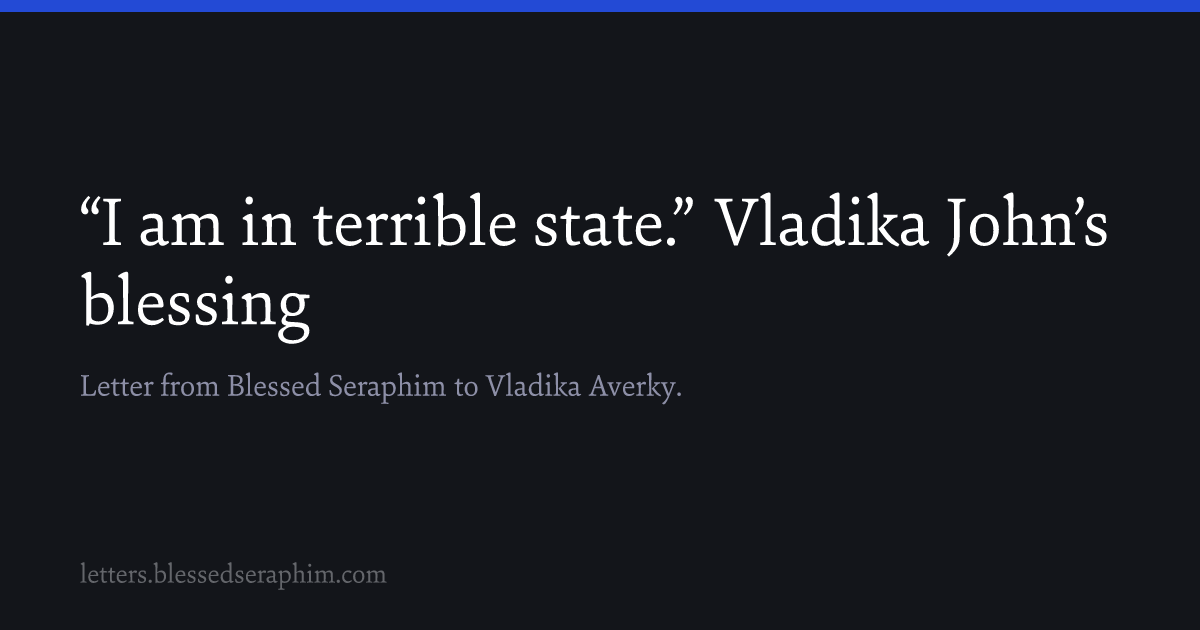 “I am in terrible state.” Vladika John’s
blessing
Letter from Blessed Seraphim to Vladika Averky.
letters.blessedseraphim.com